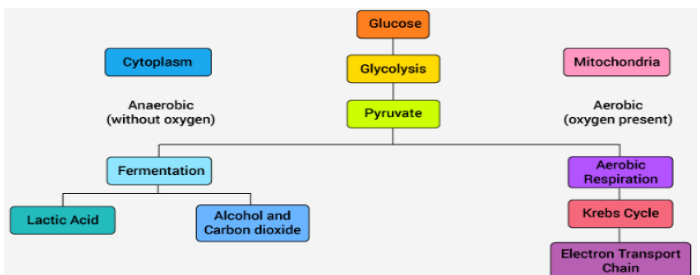 Glucose
Cytoplasm
Glycolysis
Mitochondria
Anaerobic
(without oxygen)
Pyruvate
Aerobic
(oxygen present)
Fermentation
Aerobic
Respiration
Lactic Acid
Alcohol and
Carbon dioxide
Krebs Cycle
Electron Transport
Chain